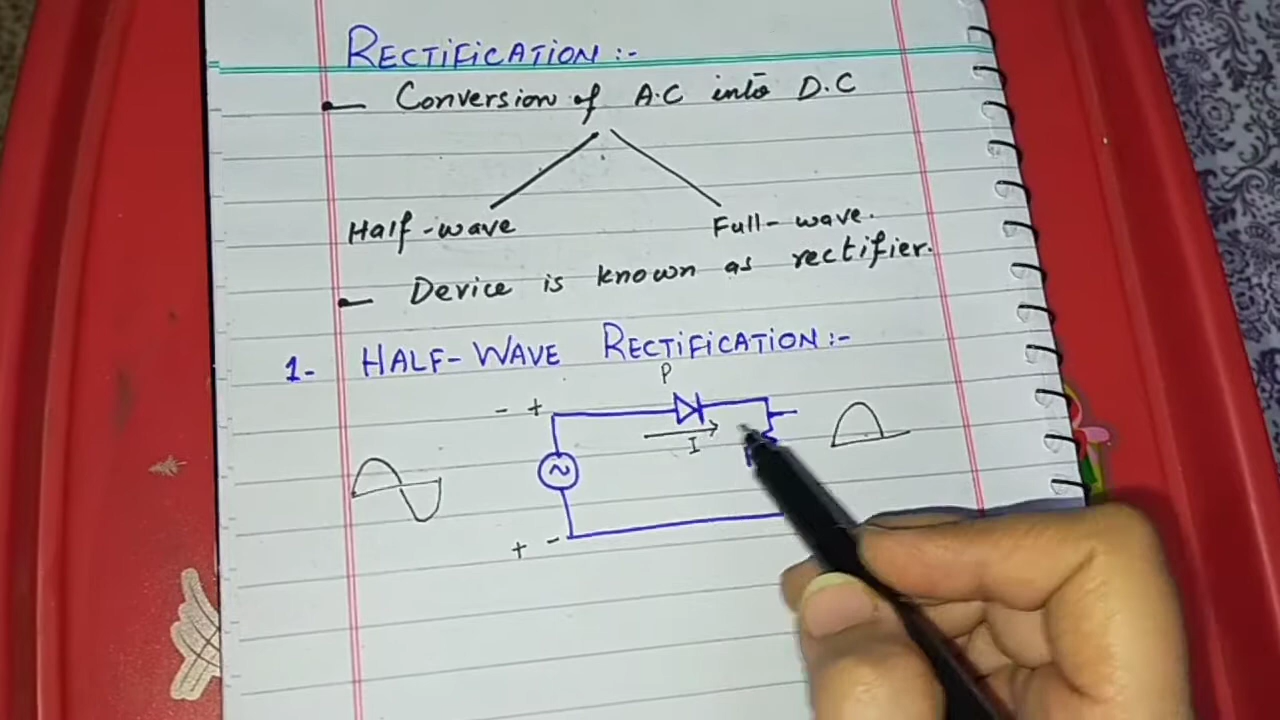 RECTIFICATION :-
Conversion of A.C into D.C
Half-wave Full-wave.
Device is known as rectifier.
1- HALF-WAVE RECTIFICATION :-
P
- +
I
~
+ -